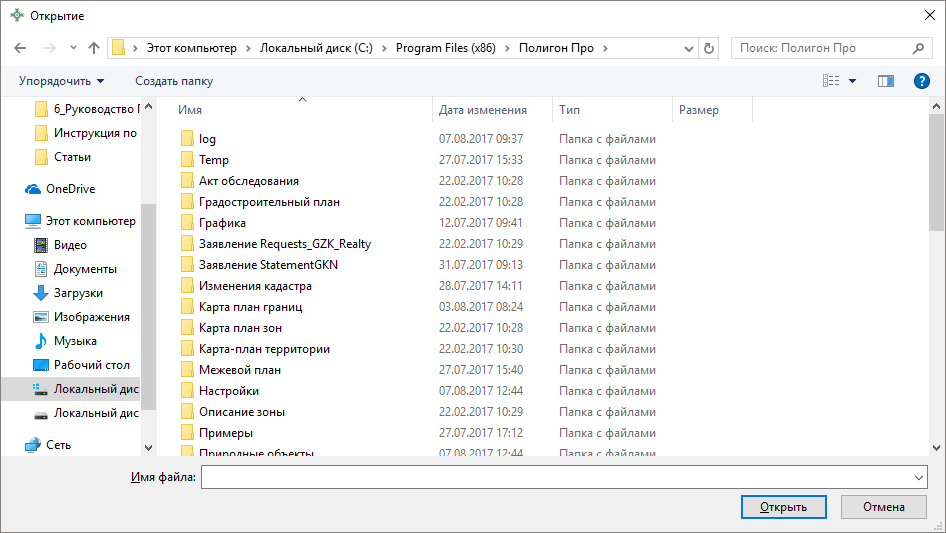 Открытие
Этот компьютер › Локальный диск (C:) › Program Files (x86) › Полигон Про ›
Поиск: Полигон Про
Упорядочить
Создать папку
?
6_Руководство П
Инструкция по
Статьи
OneDrive
Этот компьютер
Видео
Документы
Загрузки
Изображения
Музыка
Рабочий стол
Локальный дис
Локальный дис
Сеть
Имя Дата изменения Тип Размер
log 07.08.2017 09:37 Папка с файлами
Temp 27.07.2017 15:33 Папка с файлами
Акт обследования 22.02.2017 10:28 Папка с файлами
Градостроительный план 22.02.2017 10:28 Папка с файлами
Графика 12.07.2017 09:41 Папка с файлами
Заявление Requests_GZK_Realty 22.02.2017 10:29 Папка с файлами
Заявление StatementGKN 31.07.2017 09:13 Папка с файлами
Изменения кадастра 28.07.2017 14:11 Папка с файлами
Карта план границ 03.08.2017 08:24 Папка с файлами
Карта план зон 22.02.2017 10:28 Папка с файлами
Карта-план территории 22.02.2017 10:30 Папка с файлами
Межевой план 27.07.2017 15:40 Папка с файлами
Настройки 07.08.2017 12:44 Папка с файлами
Описание зоны 22.02.2017 10:29 Папка с файлами
Примеры 27.07.2017 17:12 Папка с файлами
Природные объекты 07.08.2017 12:44 Папка с файлами
Имя файла:
Открыть
Отмена